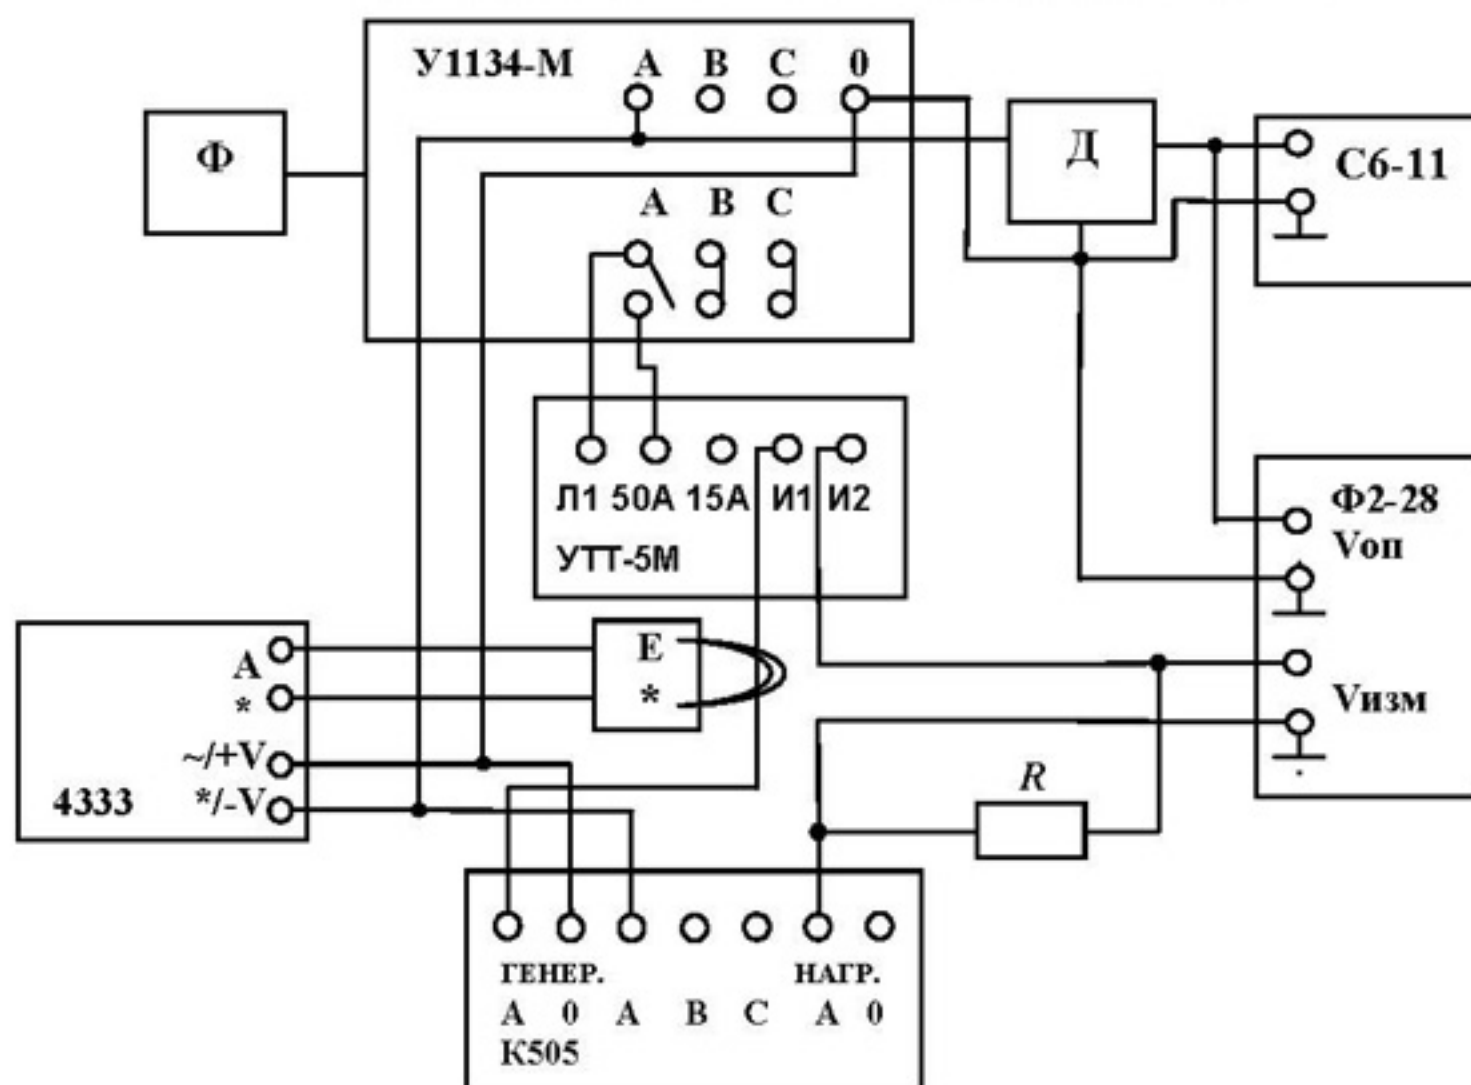 У1134-М
А В С 0
Ф
Д
С6-11
А В С
Л1 50А 15А И1 И2
УТТ-5М
Ф2-28
Vоп
Е
*
А
*
~/+V
*/-V
4333
Vизм
R
ГЕНЕР. НАГР.
А 0 А В С А 0
К505